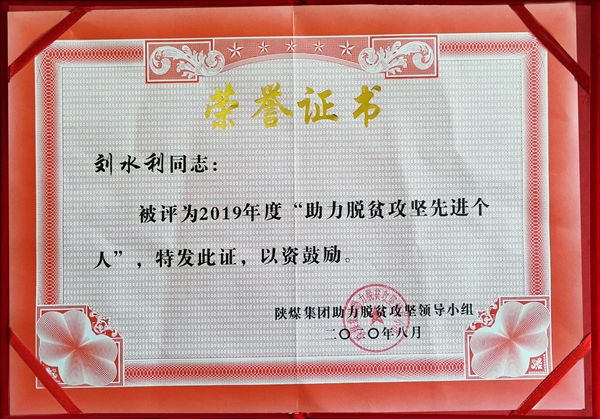 荣誉证书
刘水利同志：
被评为2019年度“助力脱贫攻坚先进个
人”，特发此证，以资鼓励。
陕煤集团助力脱贫攻坚领导小组
二〇二〇年八月